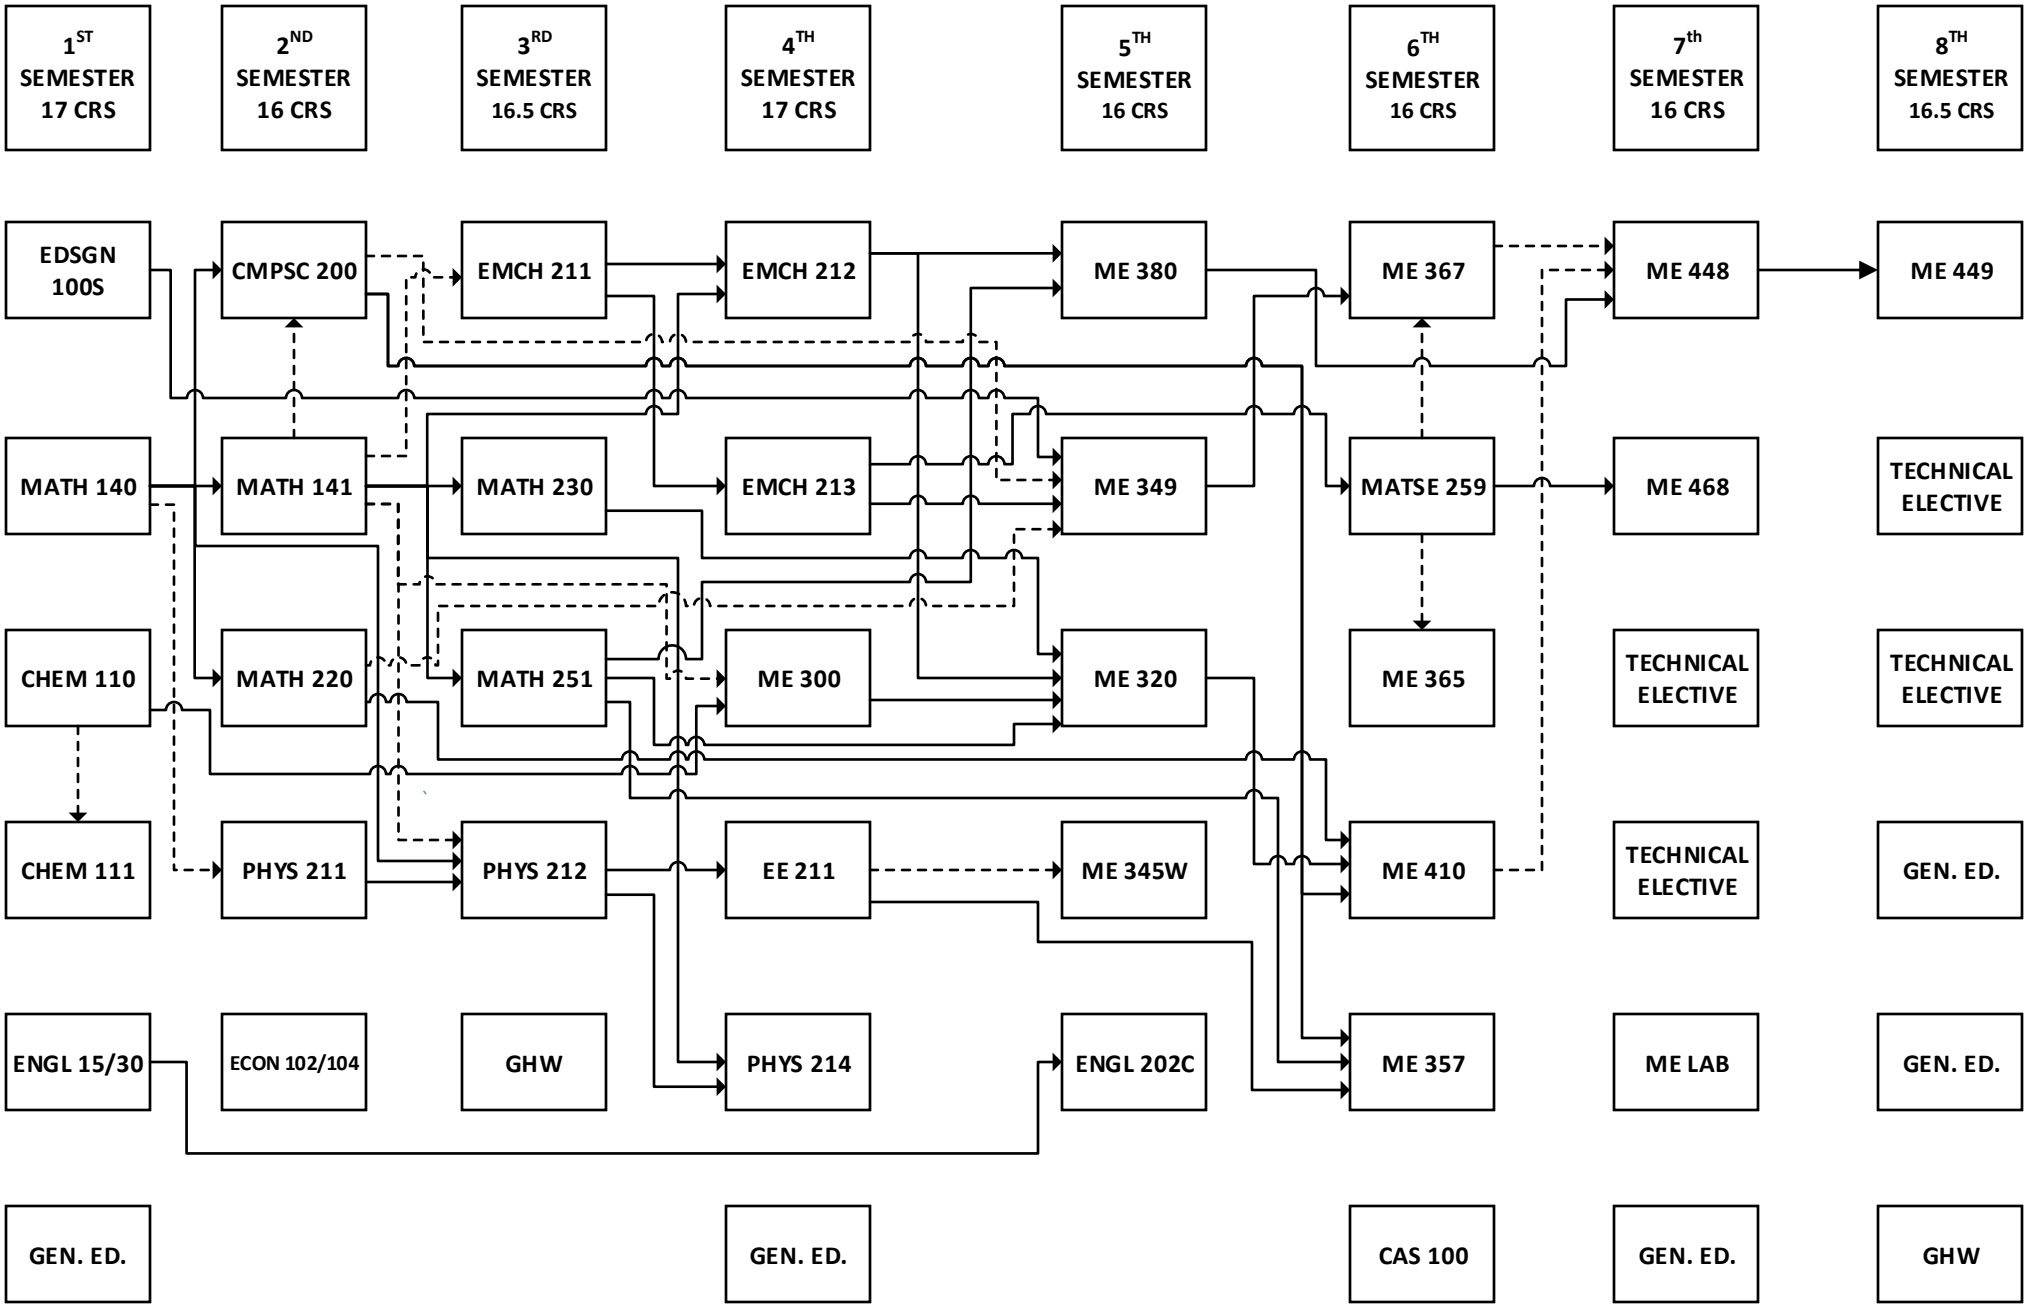 1ST
SEMESTER
17 CRS
2ND
SEMESTER
16 CRS
3RD
SEMESTER
16.5 CRS
4TH
SEMESTER
17 CRS
5TH
SEMESTER
16 CRS
6TH
SEMESTER
16 CRS
7th
SEMESTER
16 CRS
8TH
SEMESTER
16.5 CRS
EDSGN
100S
CMPSC 200
EMCH 211
EMCH 212
ME 380
ME 367
ME 448
ME 449
MATH 140
MATH 141
MATH 230
EMCH 213
ME 349
MATSE 259
ME 468
TECHNICAL
ELECTIVE
CHEM 110
MATH 220
MATH 251
ME 300
ME 320
ME 365
TECHNICAL
ELECTIVE
TECHNICAL
ELECTIVE
CHEM 111
PHYS 211
PHYS 212
EE 211
ME 345W
ME 410
TECHNICAL
ELECTIVE
GEN. ED.
ENGL 15/30
ECON 102/104
GHW
PHYS 214
ENGL 202C
ME 357
ME LAB
GEN. ED.
GEN. ED.
GEN. ED.
CAS 100
GEN. ED.
GHW